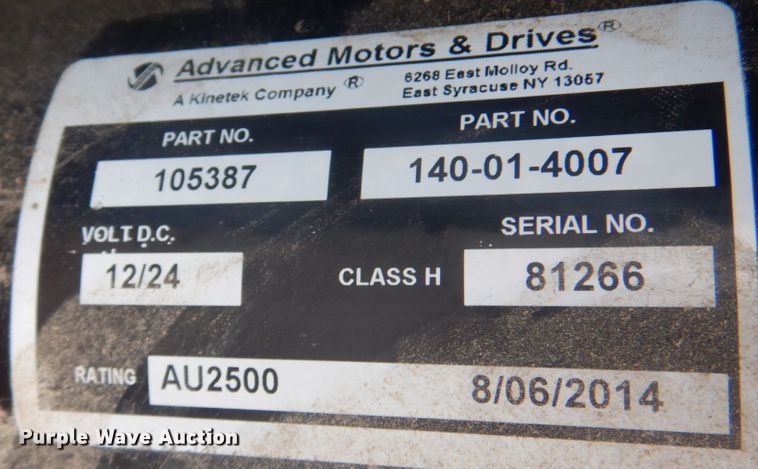 Advanced Motors & Drives®
A Kinetek Company ®
6268 East Molloy Rd.
East Syracuse NY 13057
PART NO.
105387
PART NO.
140-01-4007
VOLT D.C.
12/24
CLASS H
SERIAL NO.
81266
RATING
AU2500
8/06/2014
Purple Wave Auction